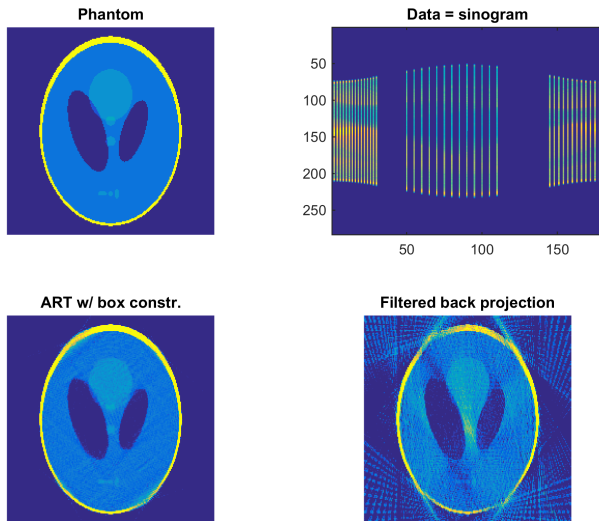 Phantom
Data = sinogram
50
100
150
200
250
50
100
150
ART w/ box constr.
Filtered back projection